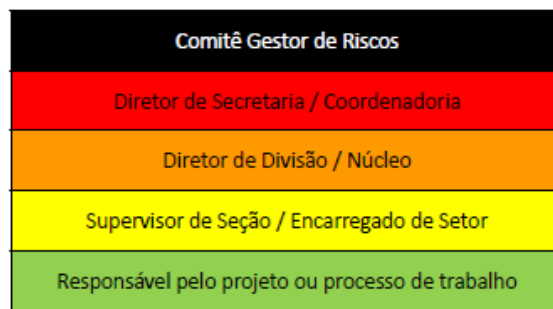 Comitê Gestor de Riscos
Diretor de Secretaria / Coordenadoria
Diretor de Divisão / Núcleo
Supervisor de Seção / Encarregado de Setor
Responsável pelo projeto ou processo de trabalho